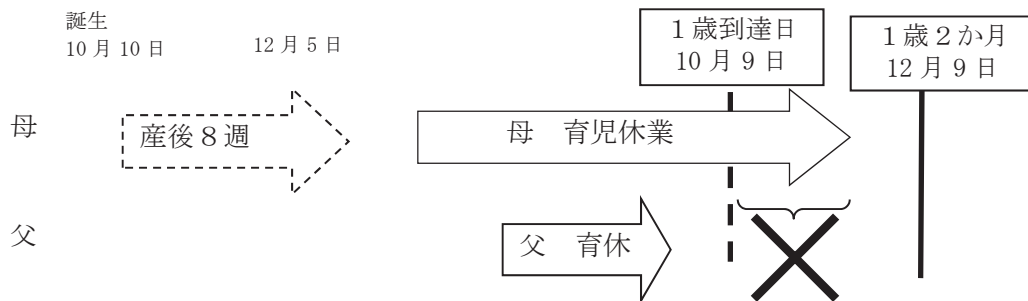 誕生
10月10日
12月5日
1歳到達日
10月9日
1歳2か月
12月9日
母
産後8週
母　育児休業
父
父　育休